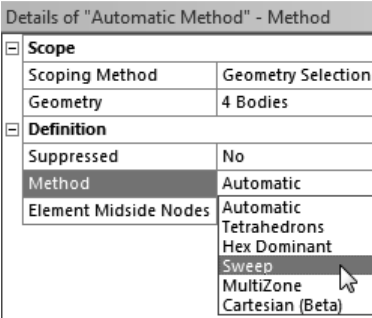 Details of "Automatic Method" - Method
Scope
Scoping Method Geometry Selection
Geometry 4 Bodies
Definition
Suppressed No
Method Automatic
Element Midside Nodes Automatic
Tetrahedrons
Hex Dominant
Sweep
MultiZone
Cartesian (Beta)